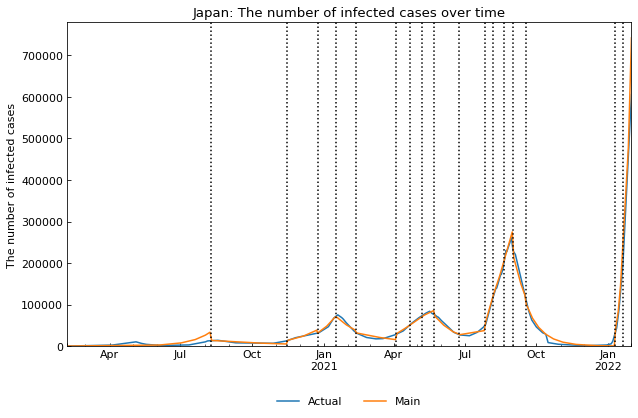 Japan: The number of infected cases over time
The number of infected cases
700000
600000
500000
400000
300000
200000
100000
0
Apr Jul Oct Jan Apr Jul Oct Jan
2021 2022
Actual Main